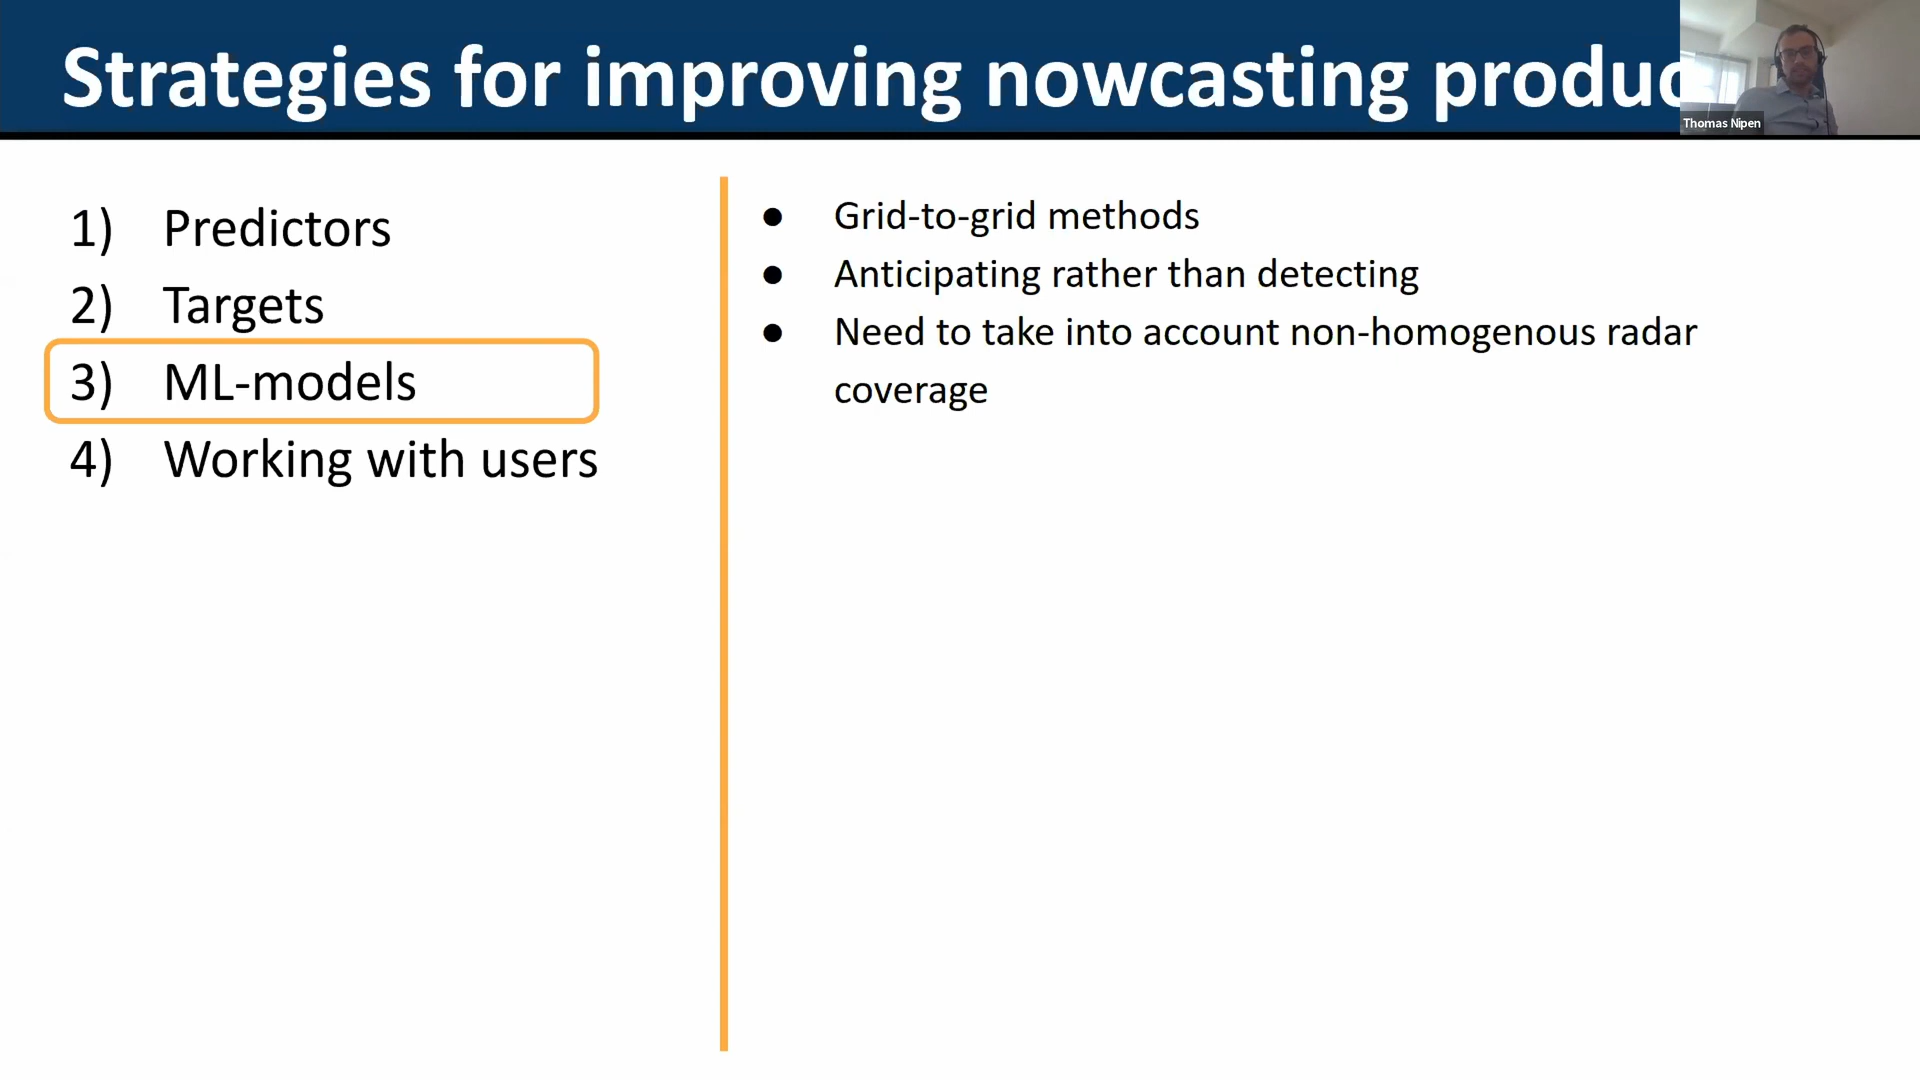 Strategies for improving nowcasting produc
Thomas Nipen
1) Predictors
2) Targets
3) ML-models
4) Working with users
● Grid-to-grid methods
● Anticipating rather than detecting
● Need to take into account non-homogenous radar
coverage